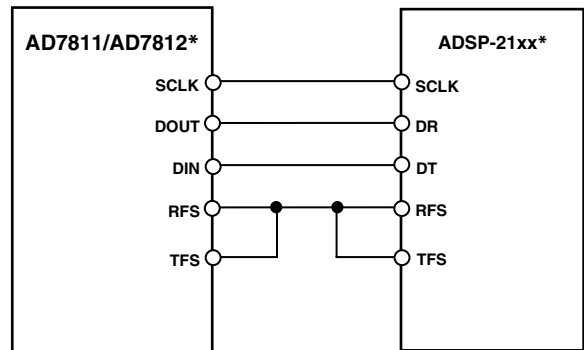 AD7811/AD7812*
ADSP-21xx*
SCLK
SCLK
DOUT
DR
DIN
DT
RFS
RFS
TFS
TFS